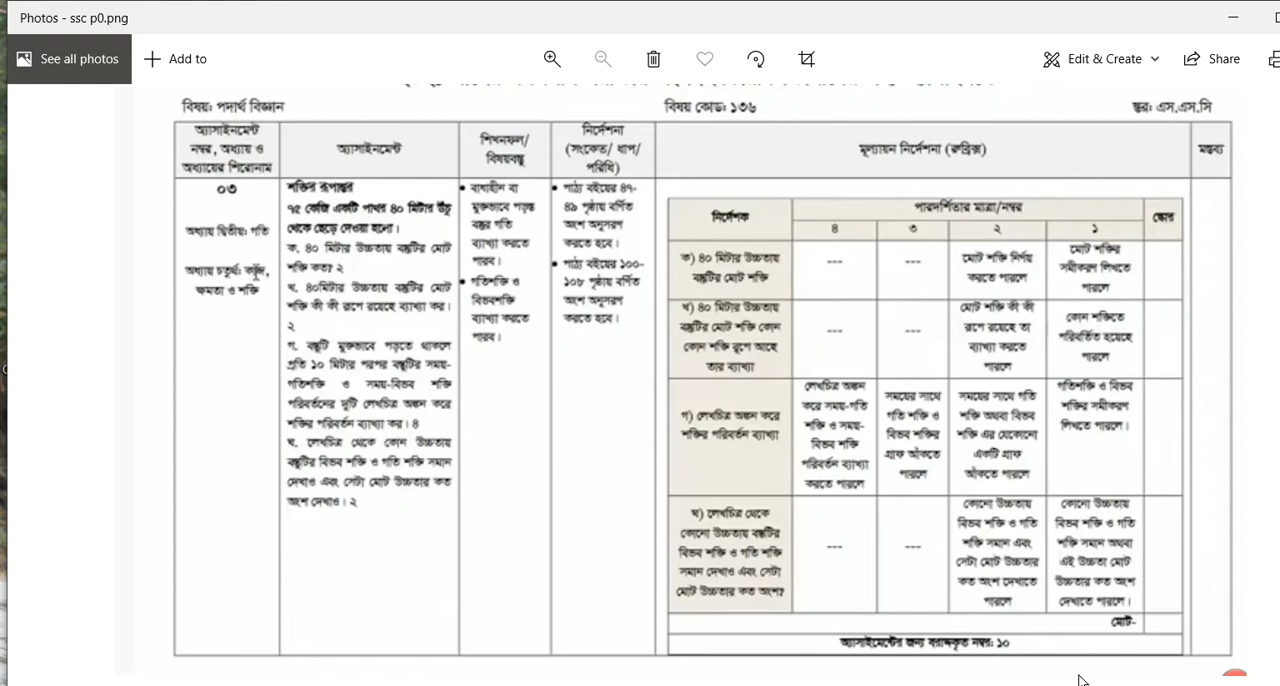 Photos - ssc p0.png
See all photos
Add to
Edit & Create
Share
বিষয়: পদার্থ বিজ্ঞান
বিষয় কোড: ১৩৬
স্তর: এস.এস.সি
অ্যাসাইনমেন্ট
নম্বর, অধ্যায় ও
অধ্যায়ের শিরোনাম
অ্যাসাইনমেন্ট
শিখনফল/
বিষয়বস্তু
নির্দেশনা
(সংকেত/ ধাপ/
পরিধি)
মূল্যায়ন নির্দেশনা (রুব্রিক্স)
মন্তব্য
০৩
অধ্যায় দ্বিতীয়: গতি
অধ্যায় চতুর্থ: কাজ,
ক্ষমতা ও শক্তি
শক্তির রূপান্তর
৭৫ কেজি একটি পাথর ৪০ মিটার উঁচু
থেকে ছেড়ে দেওয়া হলো।
ক. ৪০ মিটার উচ্চতায় বস্তুটির মোট
শক্তি কত? ২
খ. ৪০মিটার উচ্চতায় বস্তুটির মোট
শক্তি কী কী রূপে রয়েছে ব্যাখ্যা কর।
২
গ. বস্তুটি মুক্তভাবে পড়তে থাকলে
প্রতি ১০ মিটার পরপর বস্তুটির সময়-
গতিশক্তি ও সময়-বিভব শক্তি
পরিবর্তনের দুটি লেখচিত্র অঙ্কন করে
শক্তির পরিবর্তন ব্যাখ্যা কর। ৪
ঘ. লেখচিত্র থেকে কোন উচ্চতায়
বস্তুটির বিভব শক্তি ও গতি শক্তি সমান
দেখাও এবং সেটা মোট উচ্চতার কত
অংশ দেখাও। ২
• বাধাহীন বা
মুক্তভাবে পড়ন্ত
বস্তুর গতি
ব্যাখ্যা করতে
পারব।
• গতিশক্তি ও
বিভবশক্তি
ব্যাখ্যা করতে
পারব।
• পাঠ্য বইয়ের ৪৭-
৪৯ পৃষ্ঠায় বর্ণিত
অংশ অনুসরণ
করতে হবে।
• পাঠ্য বইয়ের ১০০-
১০৮ পৃষ্ঠায় বর্ণিত
অংশ অনুসরণ
করতে হবে।
নির্দেশক
পারদর্শিতার মাত্রা/নম্বর
স্কোর
৪
৩
২
১
ক) ৪০ মিটার উচ্চতায়
বস্তুটির মোট শক্তি
---
---
মোট শক্তি নির্ণয়
করতে পারলে
মোট শক্তির
সমীকরণ লিখতে
পারলে
খ) ৪০ মিটার উচ্চতায়
বস্তুটির মোট শক্তি কোন
কোন শক্তি রূপে আছে
তার ব্যাখ্যা
---
---
মোট শক্তি কী কী
রূপে রয়েছে তা
ব্যাখ্যা করতে
পারলে
কোন শক্তিতে
পরিবর্তিত হয়েছে
পারলে
গ) লেখচিত্র অঙ্কন করে
শক্তির পরিবর্তন ব্যাখ্যা
লেখচিত্র অঙ্কন
করে সময়-গতি
শক্তি ও সময়-
বিভব শক্তি
পরিবর্তন ব্যাখ্যা
করতে পারলে
সময়ের সাথে
গতি শক্তি ও
বিভব শক্তির
গ্রাফ আঁকতে
পারলে
সময়ের সাথে গতি
শক্তি অথবা বিভব
শক্তি এর যেকোনো
একটি গ্রাফ
আঁকতে পারলে
গতিশক্তি ও বিভব
শক্তির সমীকরণ
লিখতে পারলে।
ঘ) লেখচিত্র থেকে
কোনো উচ্চতায় বস্তুটির
বিভব শক্তি ও গতি শক্তি
সমান দেখাও এবং সেটা
মোট উচ্চতার কত অংশ?
---
---
কোনো উচ্চতায়
বিভব শক্তি ও গতি
শক্তি সমান এবং
সেটা মোট উচ্চতার
কত অংশ দেখাতে
পারলে
কোনো উচ্চতায়
বিভব শক্তি ও গতি
শক্তি সমান অথবা
এই উচ্চতা মোট
উচ্চতার কত অংশ
দেখাতে পারলে।
মোট-
অ্যাসাইমেন্টের জন্য বরাদ্দকৃত নম্বর: ১০